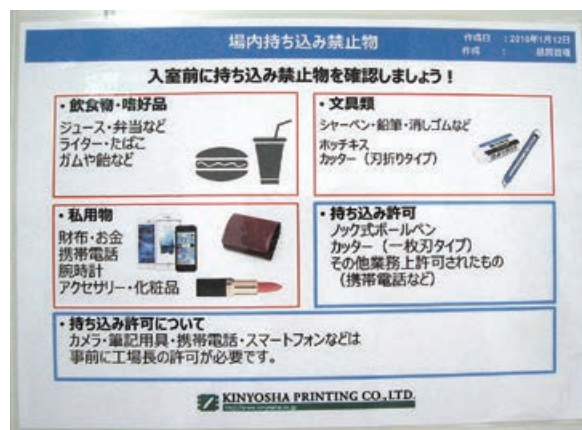 場内持ち込み禁止物
作成日 : 2016年1月12日
作成 :
入室前に持ち込み禁止物を確認しましょう!
・飲食物・嗜好品
ジュース・弁当など
ライター・たばこ
ガムや飴など
・文具類
シャーペン・鉛筆・消しゴムなど
ホッチキス
カッター(刃折りタイプ)
・私用物
財布・お金
携帯電話
腕時計
アクセサリー・化粧品
・持ち込み許可
ノック式ボールペン
カッター(一枚刃タイプ)
その他業務上許可されたもの
(携帯電話など)
・持ち込み許可について
カメラ・筆記用具・携帯電話・スマートフォンなどは
事前に工場長の許可が必要です。
KINYOSHA PRINTING CO.,LTD.